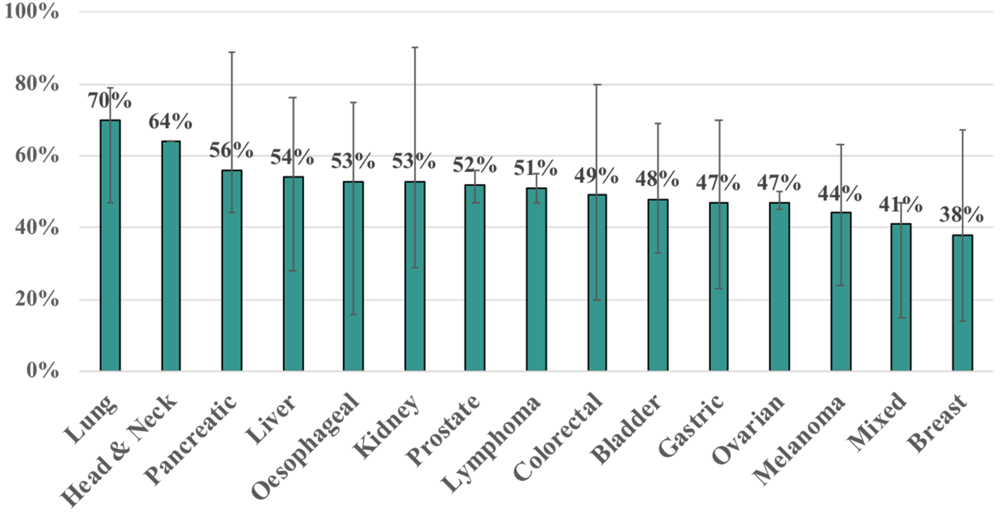 100%
80%
60%
40%
20%
0%
70%
64%
56%
54%
53%
53%
52%
51%
49%
48%
47%
47%
44%
41%
38%
Lung
Head & Neck
Pancreatic
Liver
Oesophageal
Kidney
Prostate
Lymphoma
Colorectal
Bladder
Gastric
Ovarian
Melanoma
Mixed
Breast